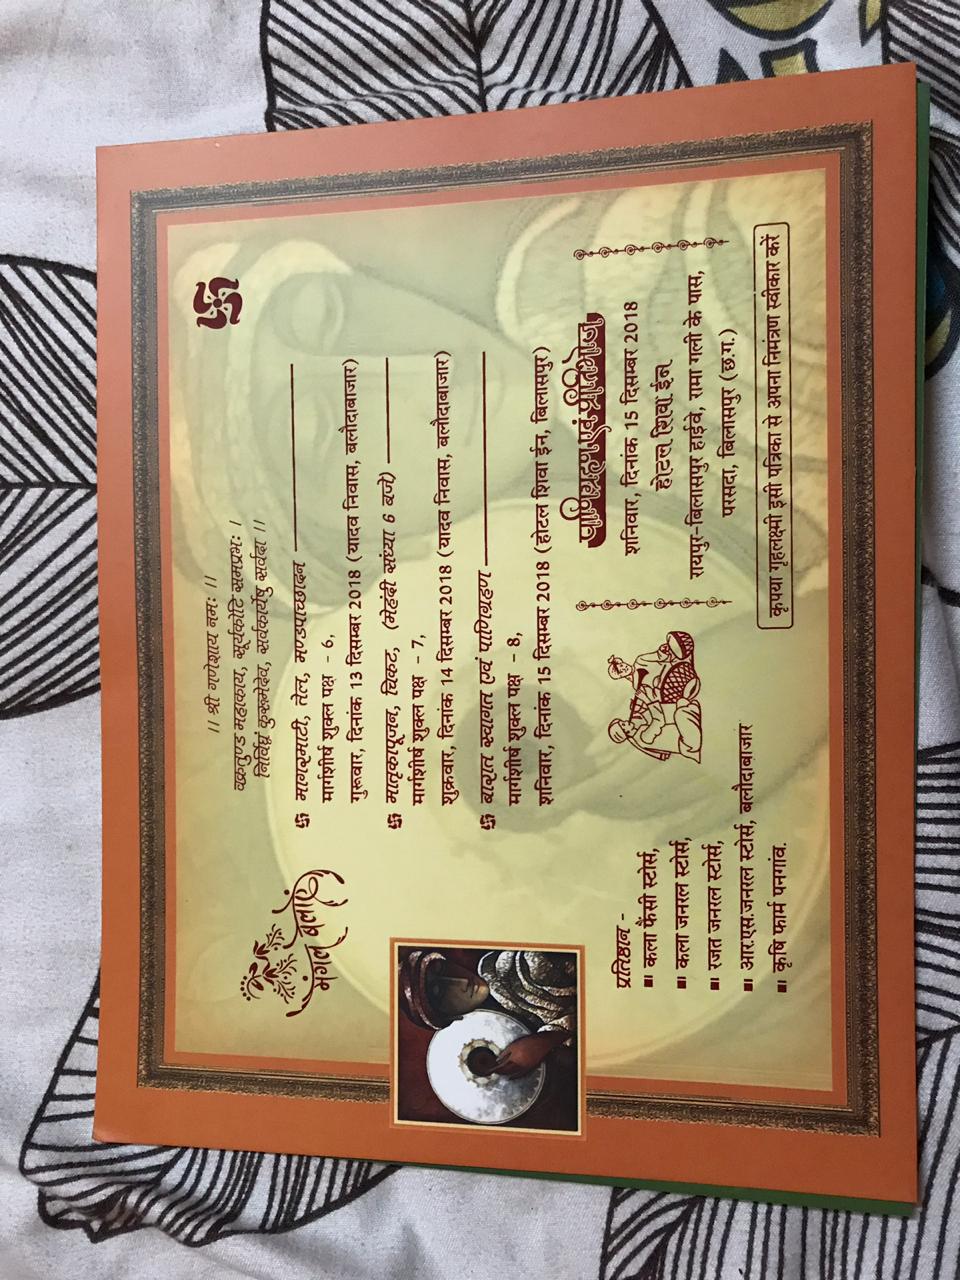 ।। श्री गणेशाय नमः ।।
वक्रतुण्ड महाकाय, सूर्यकोटि समप्रभः ।
निर्विघ्नं कुरूमेदेव, सर्वकार्येषु सर्वदा ।।
मंगल बेलाएं
मागरमाटी, तेल, मण्डपाच्छादन
मार्गशीर्ष शुक्ल पक्ष - 6,
गुरूवार, दिनांक 13 दिसम्बर 2018 (यादव निवास, बलौदाबाजार)
मातृकापूजन, चिकट, (मेहंदी संध्या 6 बजे)
मार्गशीर्ष शुक्ल पक्ष - 7,
शुक्रवार, दिनांक 14 दिसम्बर 2018 (यादव निवास, बलौदाबाजार)
बारात स्वागत एवं पाणिग्रहण
मार्गशीर्ष शुक्ल पक्ष - 8,
शनिवार, दिनांक 15 दिसम्बर 2018 (होटल शिवा ईन, बिलासपुर)
प्रतिष्ठान -
कला फैंसी स्टोर्स,
कला जनरल स्टोर्स,
रजत जनरल स्टोर्स,
आर.एस.जनरल स्टोर्स, बलौदाबाजार
कृषि फार्म पनगांव.
पाणिग्रहण एवं प्रीतिभोज
शनिवार, दिनांक 15 दिसम्बर 2018
होटल शिवा ईन
रायपुर-बिलासपुर हाईवे, रामा गली के पास,
परसदा, बिलासपुर (छ.ग.)
कृपया गृहलक्ष्मी इसी पत्रिका से अपना निमंत्रण स्वीकार करें